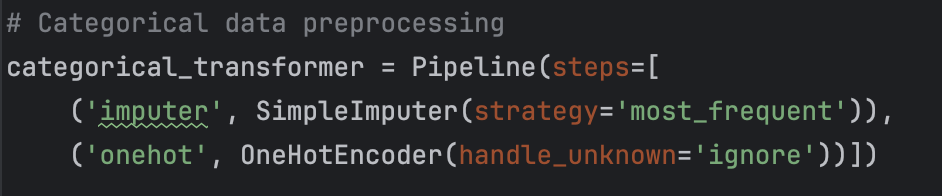 # Categorical data preprocessing
categorical_transformer = Pipeline(steps=[
    ('imputer', SimpleImputer(strategy='most_frequent')),
    ('onehot', OneHotEncoder(handle_unknown='ignore'))])